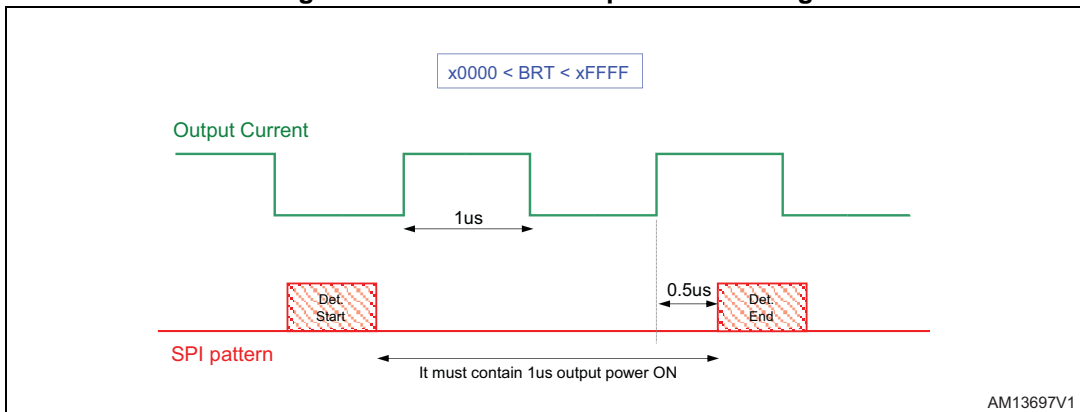 x0000 < BRT < xFFFF
Output Current
1us
0.5us
Det.
Start
Det.
End
SPI pattern
It must contain 1us output power ON
AM13697V1